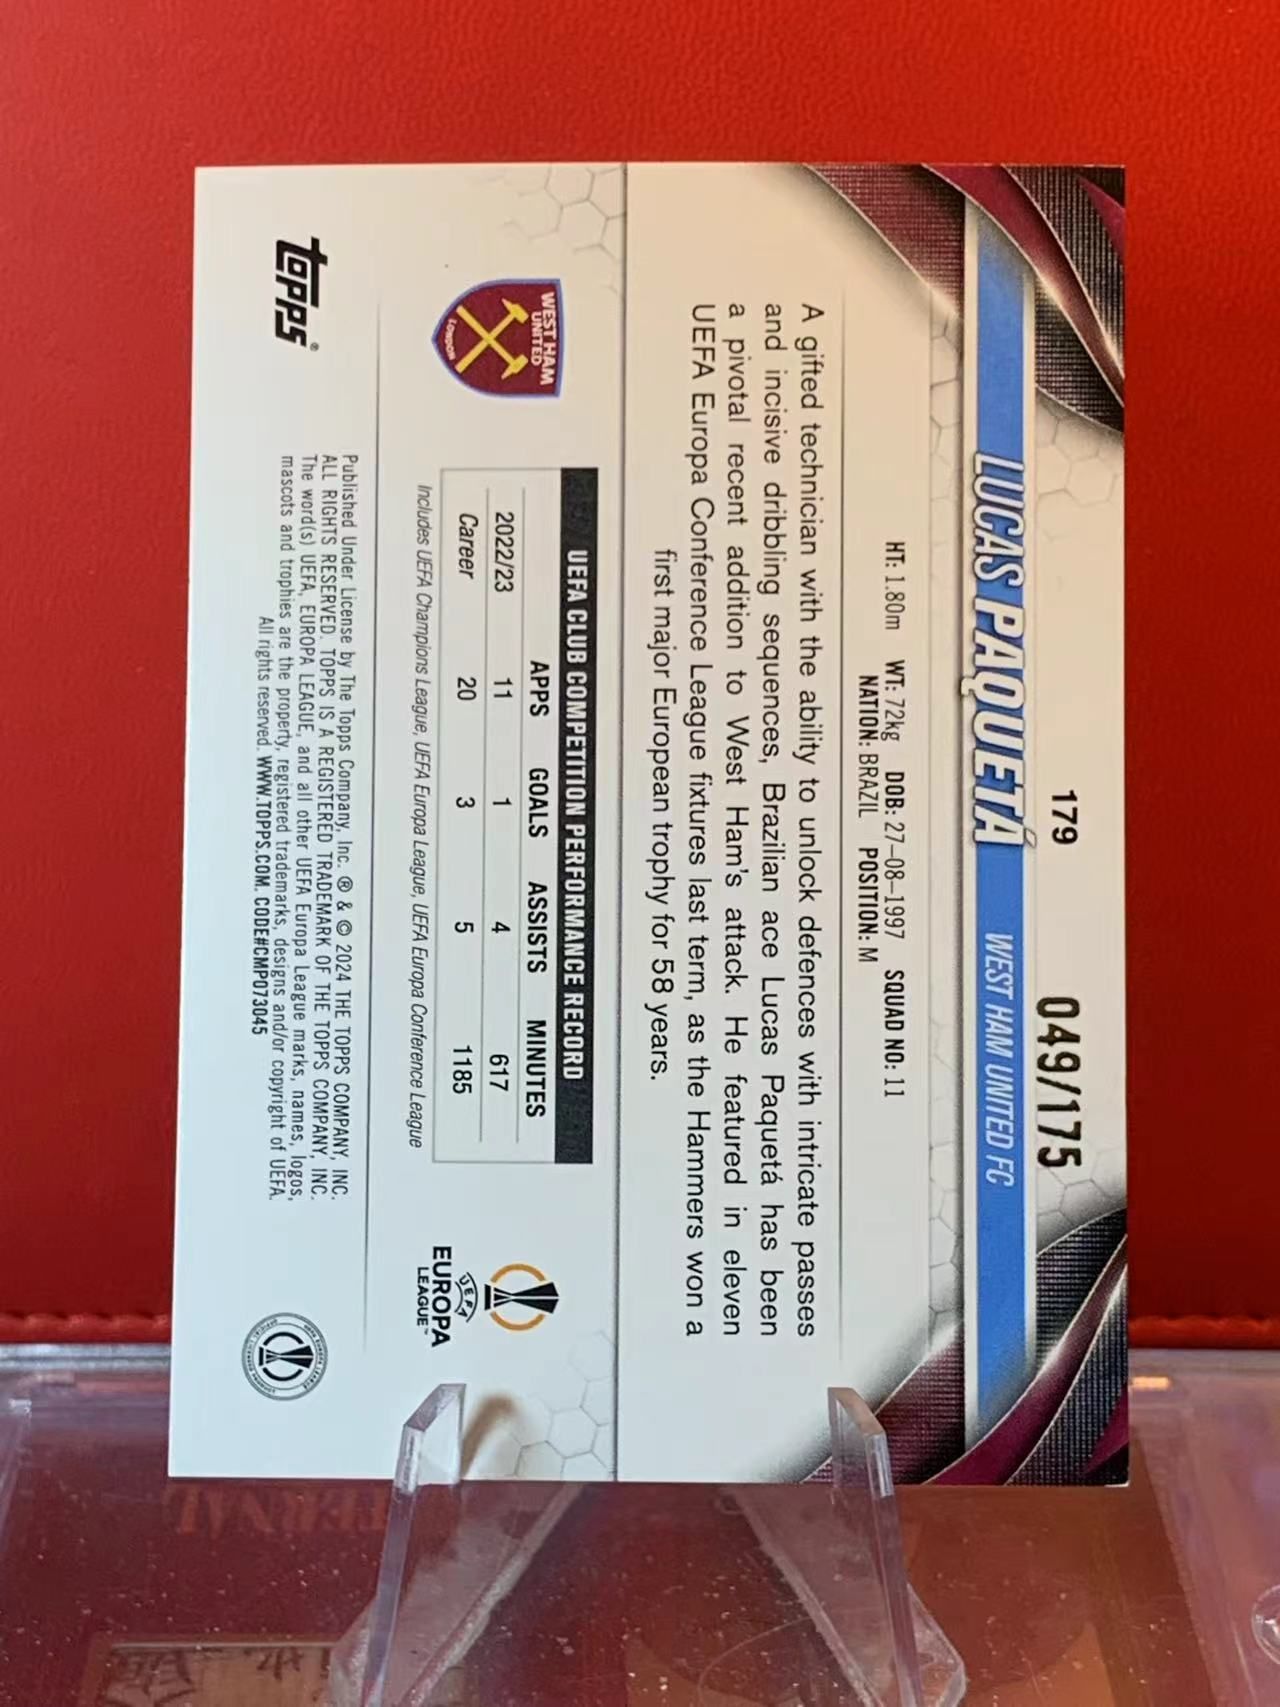 179
049/175
LUCAS PAQUETÁ WEST HAM UNITED FC
HT: 1.80m WT: 72kg DOB: 27-08-1997 SQUAD NO: 11
NATION: BRAZIL POSITION: M
A gifted technician with the ability to unlock defences with intricate passes
and incisive dribbling sequences, Brazilian ace Lucas Paquetá has been
a pivotal recent addition to West Ham's attack. He featured in eleven
UEFA Europa Conference League fixtures last term, as the Hammers won a
first major European trophy for 58 years.
WEST HAM
UNITED
LONDON
UEFA CLUB COMPETITION PERFORMANCE RECORD
APPS GOALS ASSISTS MINUTES
2022/23 11 1 4 617
Career 20 3 5 1185
Includes UEFA Champions League, UEFA Europa League, UEFA Europa Conference League
UEFA
EUROPA
LEAGUE™
topps®
Published Under License by The Topps Company, Inc. ® & © 2024 THE TOPPS COMPANY, INC.
ALL RIGHTS RESERVED. TOPPS IS A REGISTERED TRADEMARK OF THE TOPPS COMPANY, INC.
The word(s) UEFA, EUROPA LEAGUE, and all other UEFA Europa League marks, names, logos,
mascots and trophies are the property, registered trademarks, designs and/or copyright of UEFA.
All rights reserved. WWW.TOPPS.COM. CODE#CMP073045